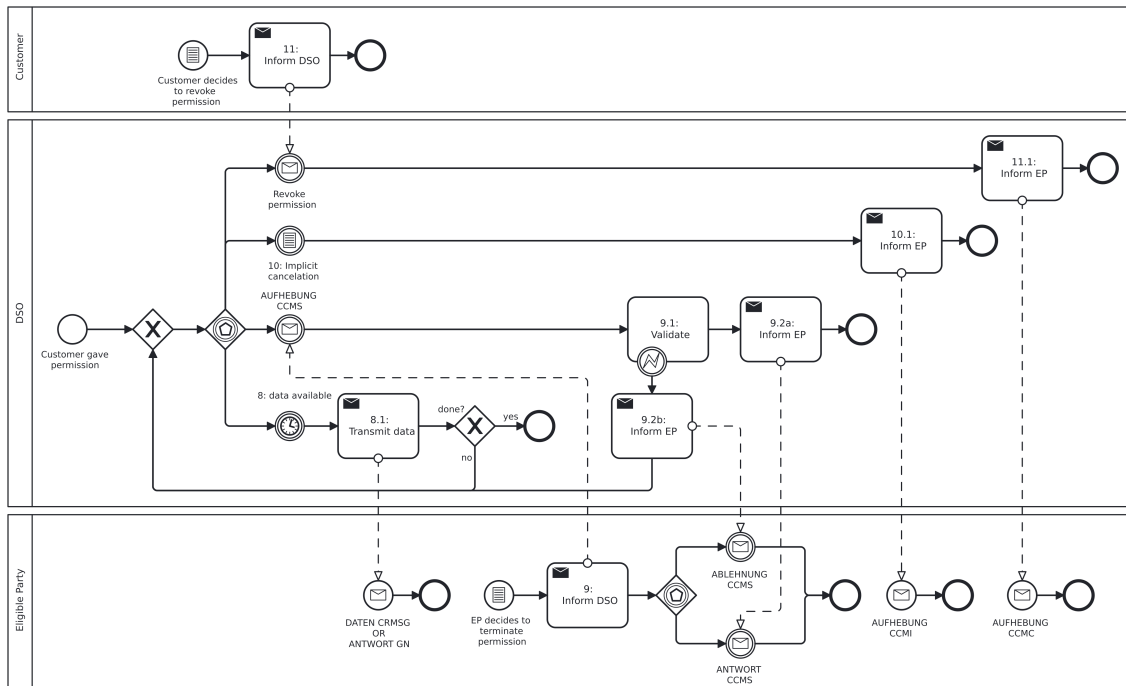 Customer
11:
Inform DSO
Customer decides
to revoke
permission
DSO
Revoke
permission
11.1:
Inform EP
10: Implicit
cancelation
10.1:
Inform EP
AUFHEBUNG
CCMS
9.1:
Validate
9.2a:
Inform EP
Customer gave
permission
8: data available
8.1:
Transmit data
done?
yes
no
9.2b:
Inform EP
Eligible Party
DATEN CRMSG
OR
ANTWORT GN
EP decides to
terminate
permission
9:
Inform DSO
ABLEHNUNG
CCMS
ANTWORT
CCMS
AUFHEBUNG
CCMI
AUFHEBUNG
CCMC